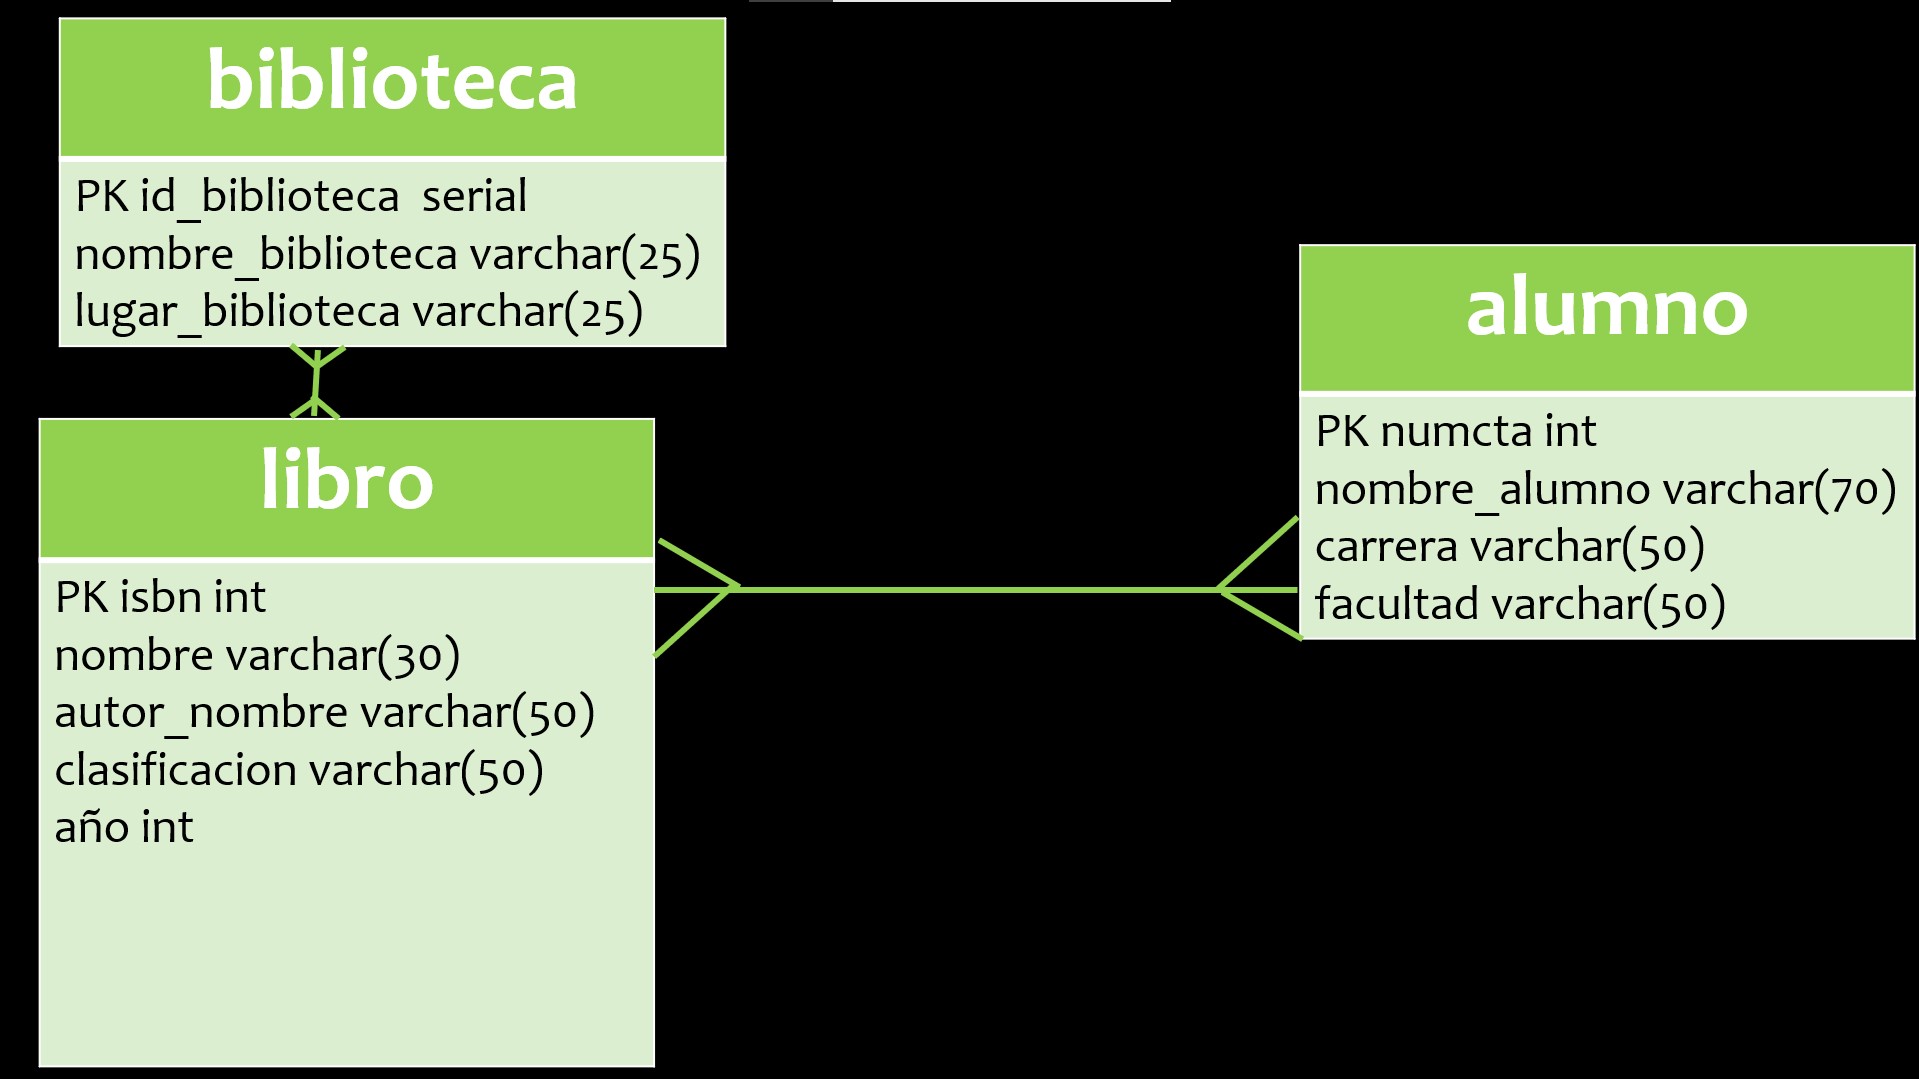 biblioteca
PK id_biblioteca  serial
nombre_biblioteca varchar(25)
lugar_biblioteca varchar(25)
libro
PK isbn int
nombre varchar(30)
autor_nombre varchar(50)
clasificacion varchar(50)
año int
alumno
PK numcta int
nombre_alumno varchar(70)
carrera varchar(50)
facultad varchar(50)